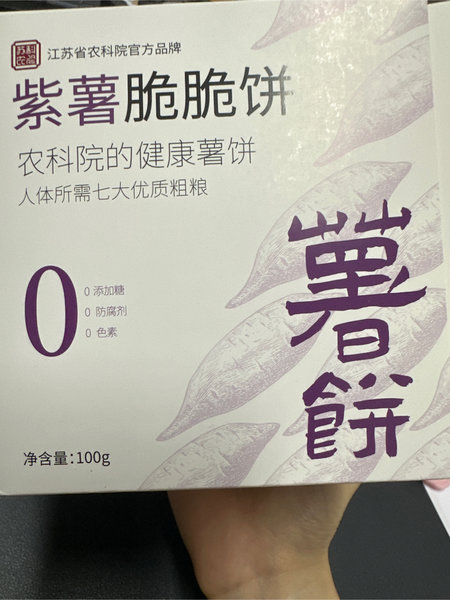 江苏省农科院官方品牌
紫薯脆脆饼
农科院的健康薯饼
人体所需七大优质粗粮
0
0 添加糖
0 防腐剂
0 色素
薯餅
净含量:100g